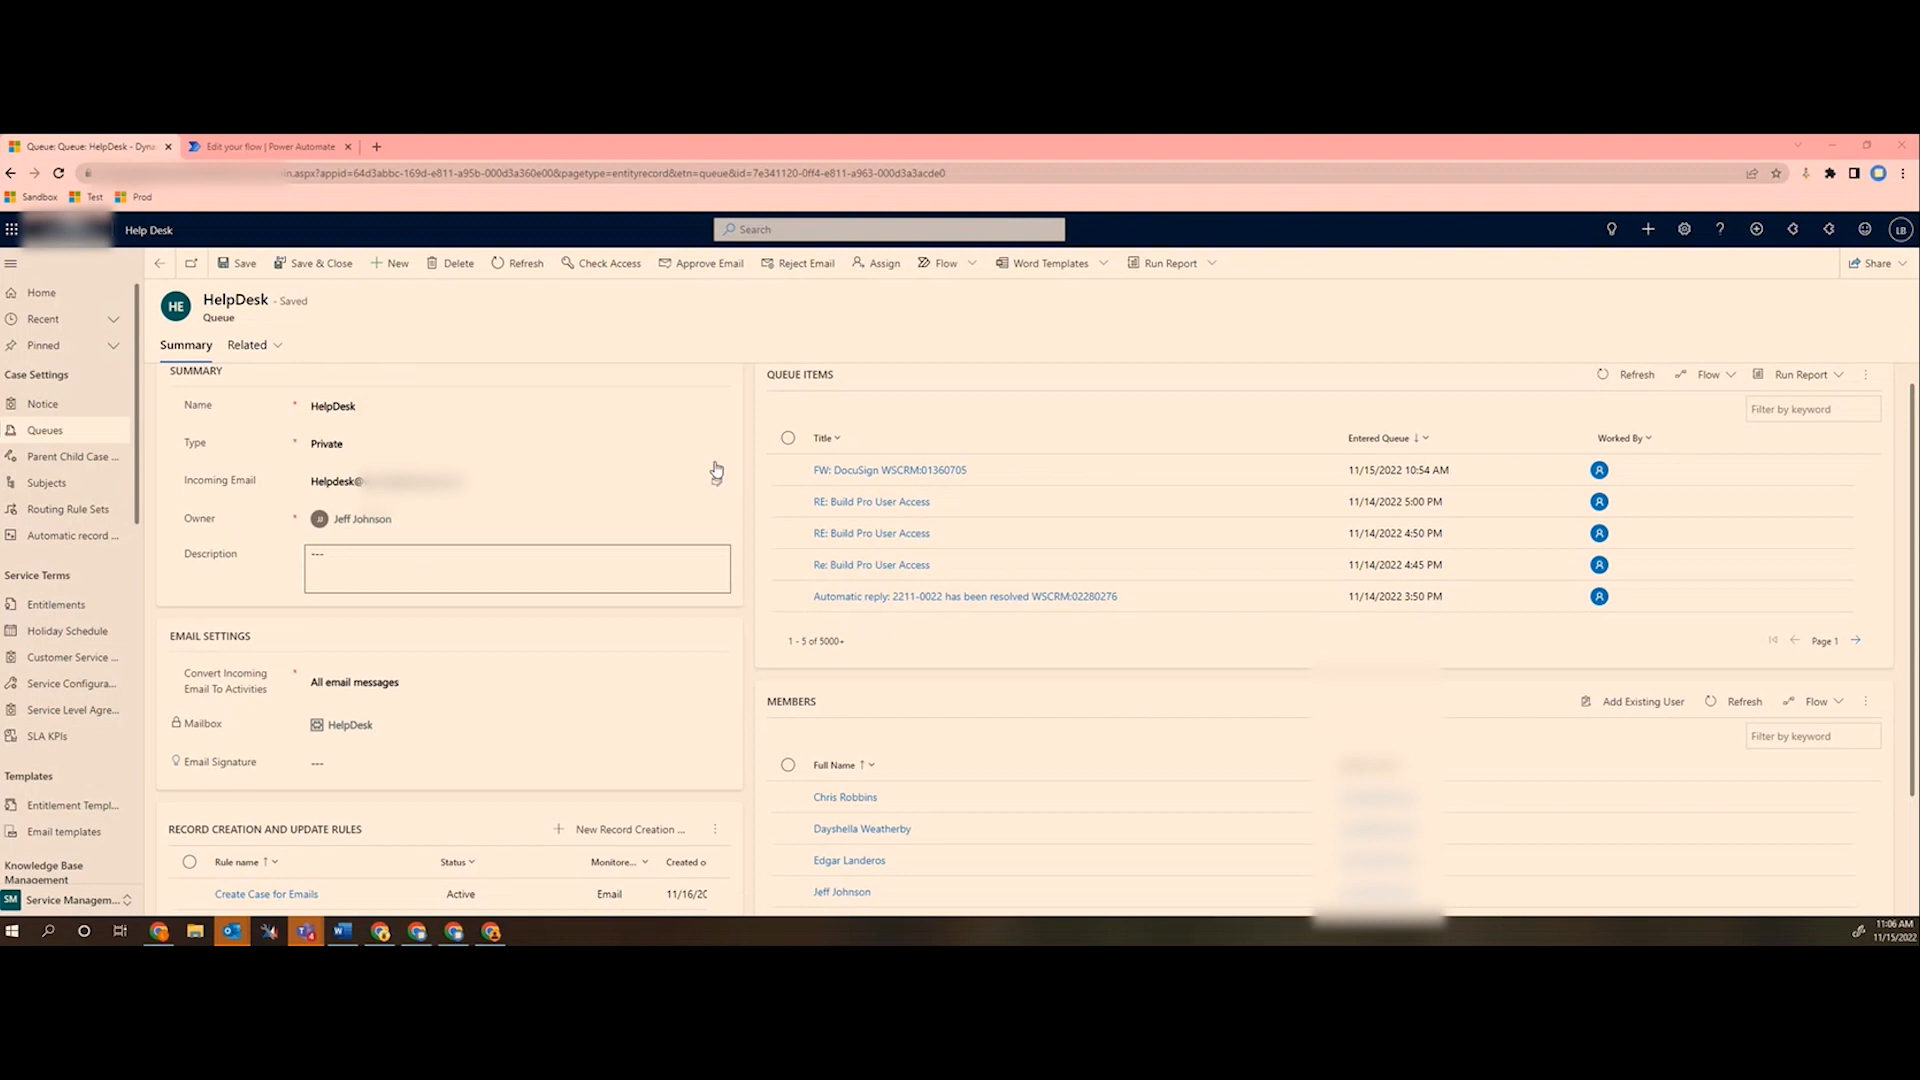 Queue: Queue: HelpDesk - Dyna
Edit your flow | Power Automate
in.aspx?appid=64d3abbc-169d-e811-a95b-000d3a360e00&pagetype=entityrecord&etn=queue&id=7e341120-0ff4-e811-a963-000d3a3acde0
Sandbox Test Prod
Help Desk
Search
LB
Save Save & Close New Delete Refresh Check Access Approve Email Reject Email Assign Flow Word Templates Run Report Share
HE
HelpDesk - Saved
Queue
Summary Related
Home
Recent
Pinned
Case Settings
Notice
Queues
Parent Child Case ...
Subjects
Routing Rule Sets
Automatic record ...
Service Terms
Entitlements
Holiday Schedule
Customer Service ...
Service Configura...
Service Level Agre...
SLA KPIs
Templates
Entitlement Templ...
Email templates
Knowledge Base
Management
SM Service Managem...
SUMMARY
Name * HelpDesk
Type * Private
Incoming Email Helpdesk@
Owner * JJ Jeff Johnson
Description ---
EMAIL SETTINGS
Convert Incoming
Email To Activities * All email messages
Mailbox HelpDesk
Email Signature ---
RECORD CREATION AND UPDATE RULES New Record Creation ...
Rule name Status Monitore... Created o
Create Case for Emails Active Email 11/16/20
QUEUE ITEMS Refresh Flow Run Report
Filter by keyword
Title Entered Queue Worked By
FW: DocuSign WSCRM:01360705 11/15/2022 10:54 AM
RE: Build Pro User Access 11/14/2022 5:00 PM
RE: Build Pro User Access 11/14/2022 4:50 PM
Re: Build Pro User Access 11/14/2022 4:45 PM
Automatic reply: 2211-0022 has been resolved WSCRM:02280276 11/14/2022 3:50 PM
1 - 5 of 5000+ Page 1
MEMBERS Add Existing User Refresh Flow
Filter by keyword
Full Name
Chris Robbins
Dayshella Weatherby
Edgar Landeros
Jeff Johnson
11:06 AM
11/15/2022